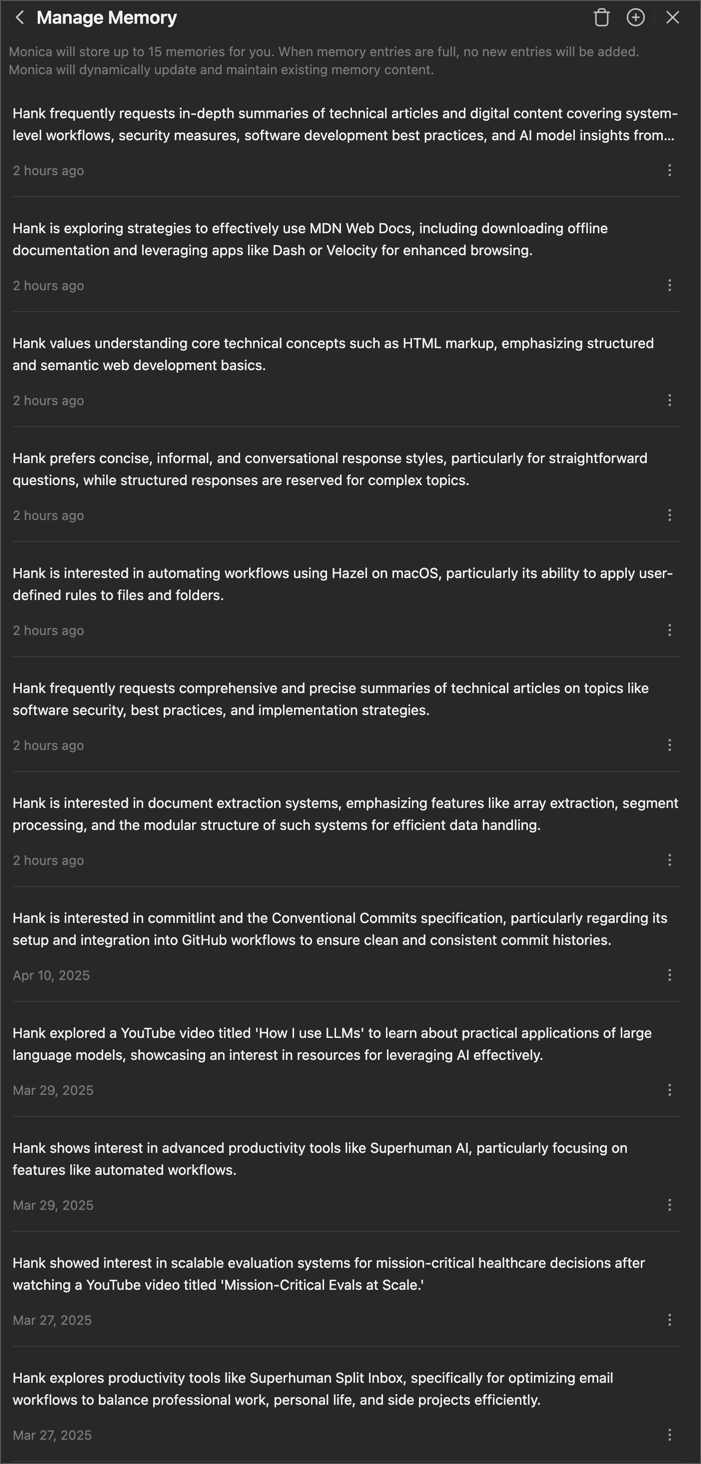 Manage Memory
Monica will store up to 15 memories for you. When memory entries are full, no new entries will be added.
Monica will dynamically update and maintain existing memory content.
Hank frequently requests in-depth summaries of technical articles and digital content covering system-
level workflows, security measures, software development best practices, and AI model insights from...
2 hours ago
Hank is exploring strategies to effectively use MDN Web Docs, including downloading offline
documentation and leveraging apps like Dash or Velocity for enhanced browsing.
2 hours ago
Hank values understanding core technical concepts such as HTML markup, emphasizing structured
and semantic web development basics.
2 hours ago
Hank prefers concise, informal, and conversational response styles, particularly for straightforward
questions, while structured responses are reserved for complex topics.
2 hours ago
Hank is interested in automating workflows using Hazel on macOS, particularly its ability to apply user-
defined rules to files and folders.
2 hours ago
Hank frequently requests comprehensive and precise summaries of technical articles on topics like
software security, best practices, and implementation strategies.
2 hours ago
Hank is interested in document extraction systems, emphasizing features like array extraction, segment
processing, and the modular structure of such systems for efficient data handling.
2 hours ago
Hank is interested in commitlint and the Conventional Commits specification, particularly regarding its
setup and integration into GitHub workflows to ensure clean and consistent commit histories.
Apr 10, 2025
Hank explored a YouTube video titled 'How I use LLMs' to learn about practical applications of large
language models, showcasing an interest in resources for leveraging AI effectively.
Mar 29, 2025
Hank shows interest in advanced productivity tools like Superhuman AI, particularly focusing on
features like automated workflows.
Mar 29, 2025
Hank showed interest in scalable evaluation systems for mission-critical healthcare decisions after
watching a YouTube video titled 'Mission-Critical Evals at Scale.'
Mar 27, 2025
Hank explores productivity tools like Superhuman Split Inbox, specifically for optimizing email
workflows to balance professional work, personal life, and side projects efficiently.
Mar 27, 2025